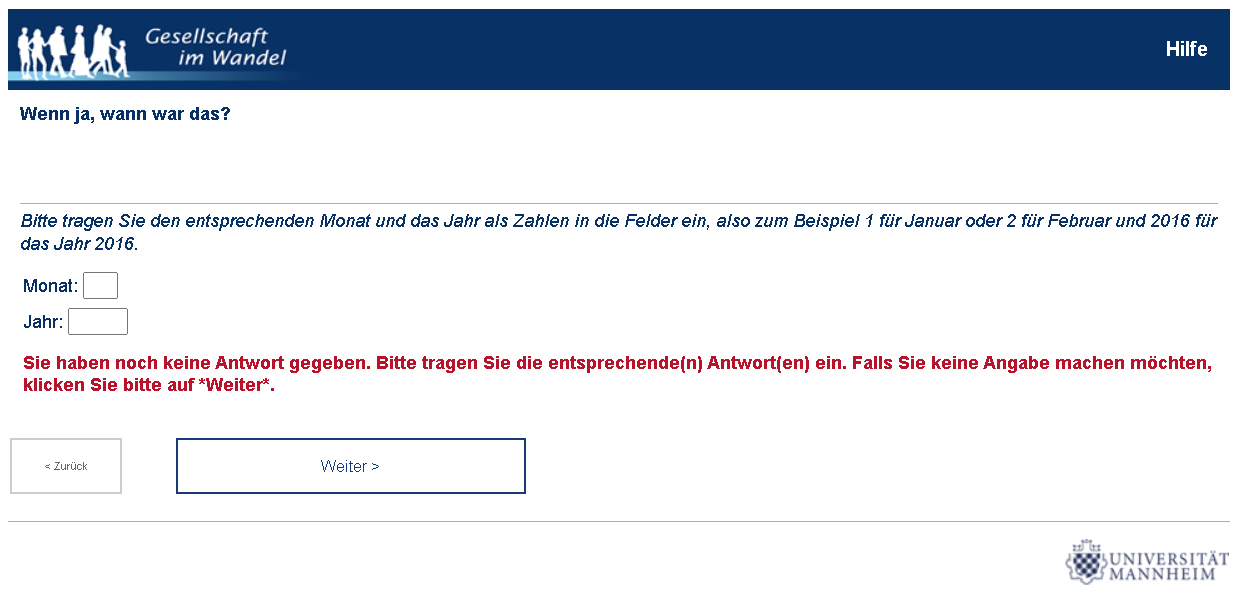 Gesellschaft
im Wandel
Hilfe
Wenn ja, wann war das?
Bitte tragen Sie den entsprechenden Monat und das Jahr als Zahlen in die Felder ein, also zum Beispiel 1 für Januar oder 2 für Februar und 2016 für
das Jahr 2016.
Monat:
Jahr:
Sie haben noch keine Antwort gegeben. Bitte tragen Sie die entsprechende(n) Antwort(en) ein. Falls Sie keine Angabe machen möchten,
klicken Sie bitte auf *Weiter*.
< Zurück
Weiter >
UNIVERSITÄT
MANNHEIM